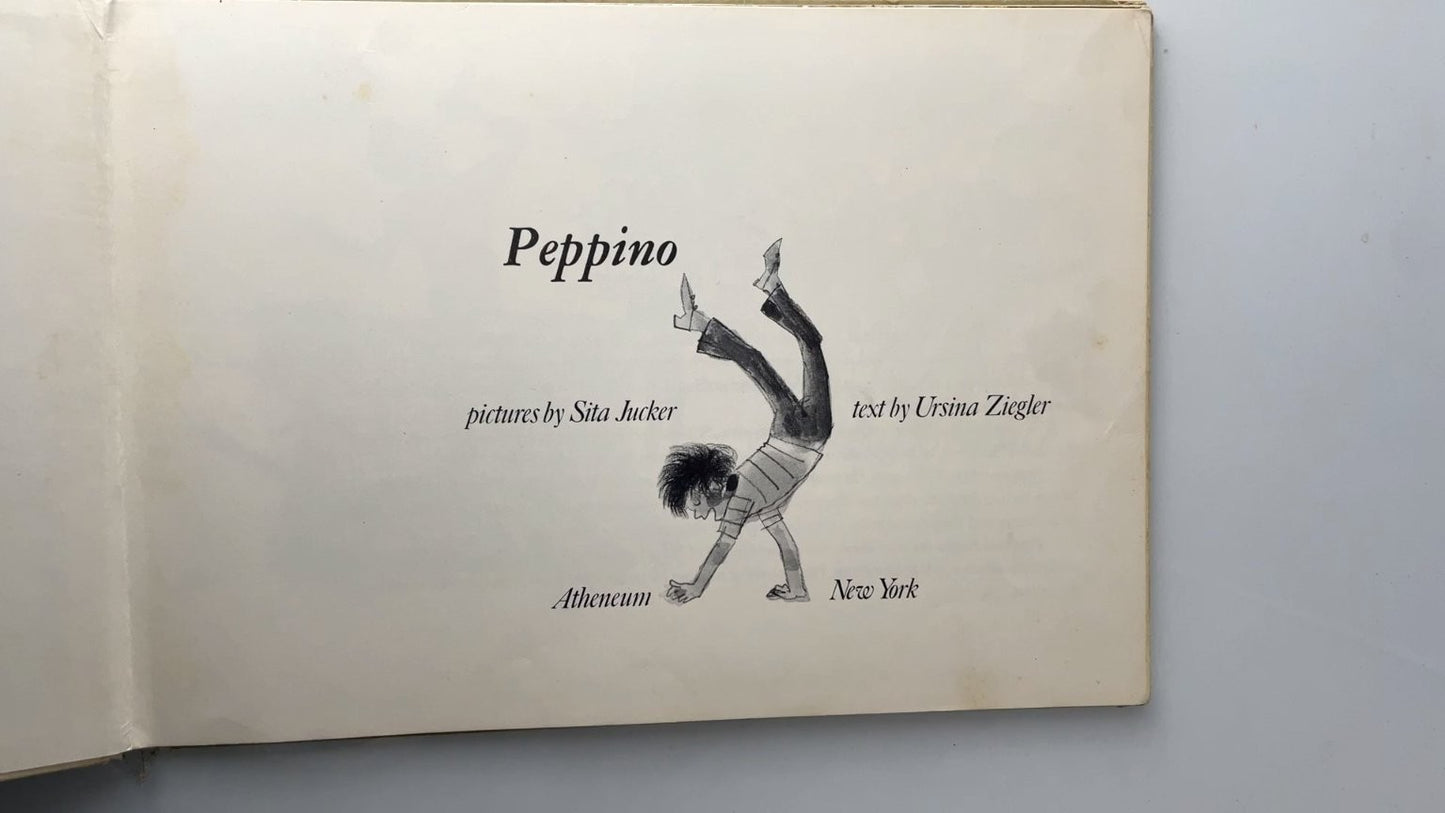 Peppino
pictures by Sita Jucker
text by Ursina Ziegler
Atheneum
New York